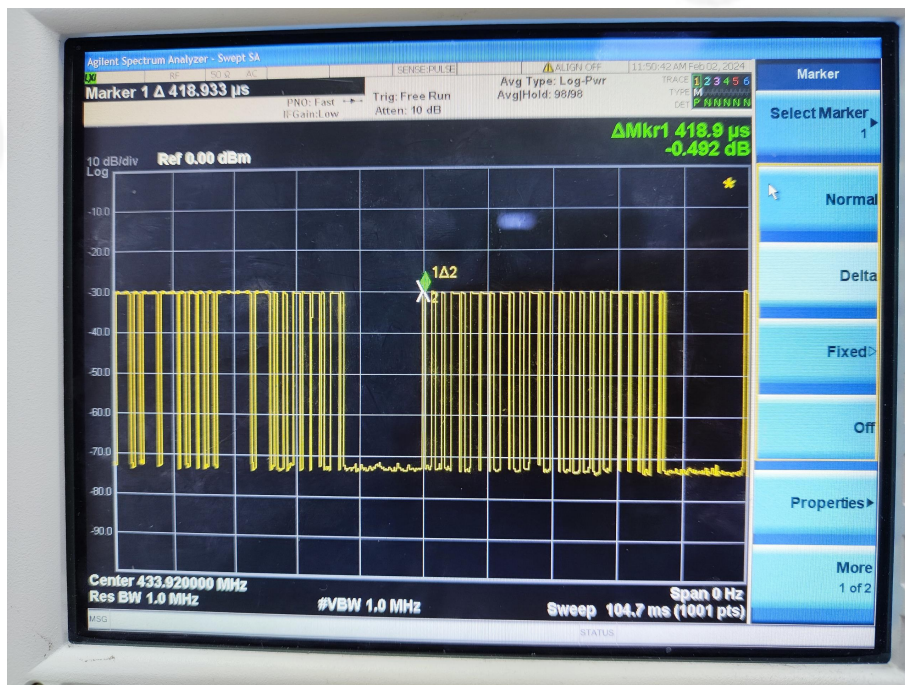 Agilent Spectrum Analyzer - Swept SA
LXI
RF 50 Ω AC SENSE:PULSE ALIGN OFF 11:50:42 AM Feb 02, 2024
Marker 1 Δ 418.933 µs
PNO: Fast
IFGain:Low
Trig: Free Run
Atten: 10 dB
Avg Type: Log-Pwr
Avg|Hold: 98/98
TRACE 1 2 3 4 5 6
TYPE M
DET P N N N N N
ΔMkr1 418.9 µs
-0.492 dB
10 dB/div Ref 0.00 dBm
Log
-10.0
-20.0
-30.0
-40.0
-50.0
-60.0
-70.0
-80.0
-90.0
1Δ2
2
Center 433.920000 MHz
Res BW 1.0 MHz
#VBW 1.0 MHz
Span 0 Hz
Sweep 104.7 ms (1001 pts)
MSG
STATUS
Marker
Select Marker
1
Normal
Delta
Fixed
Off
Properties
More
1 of 2